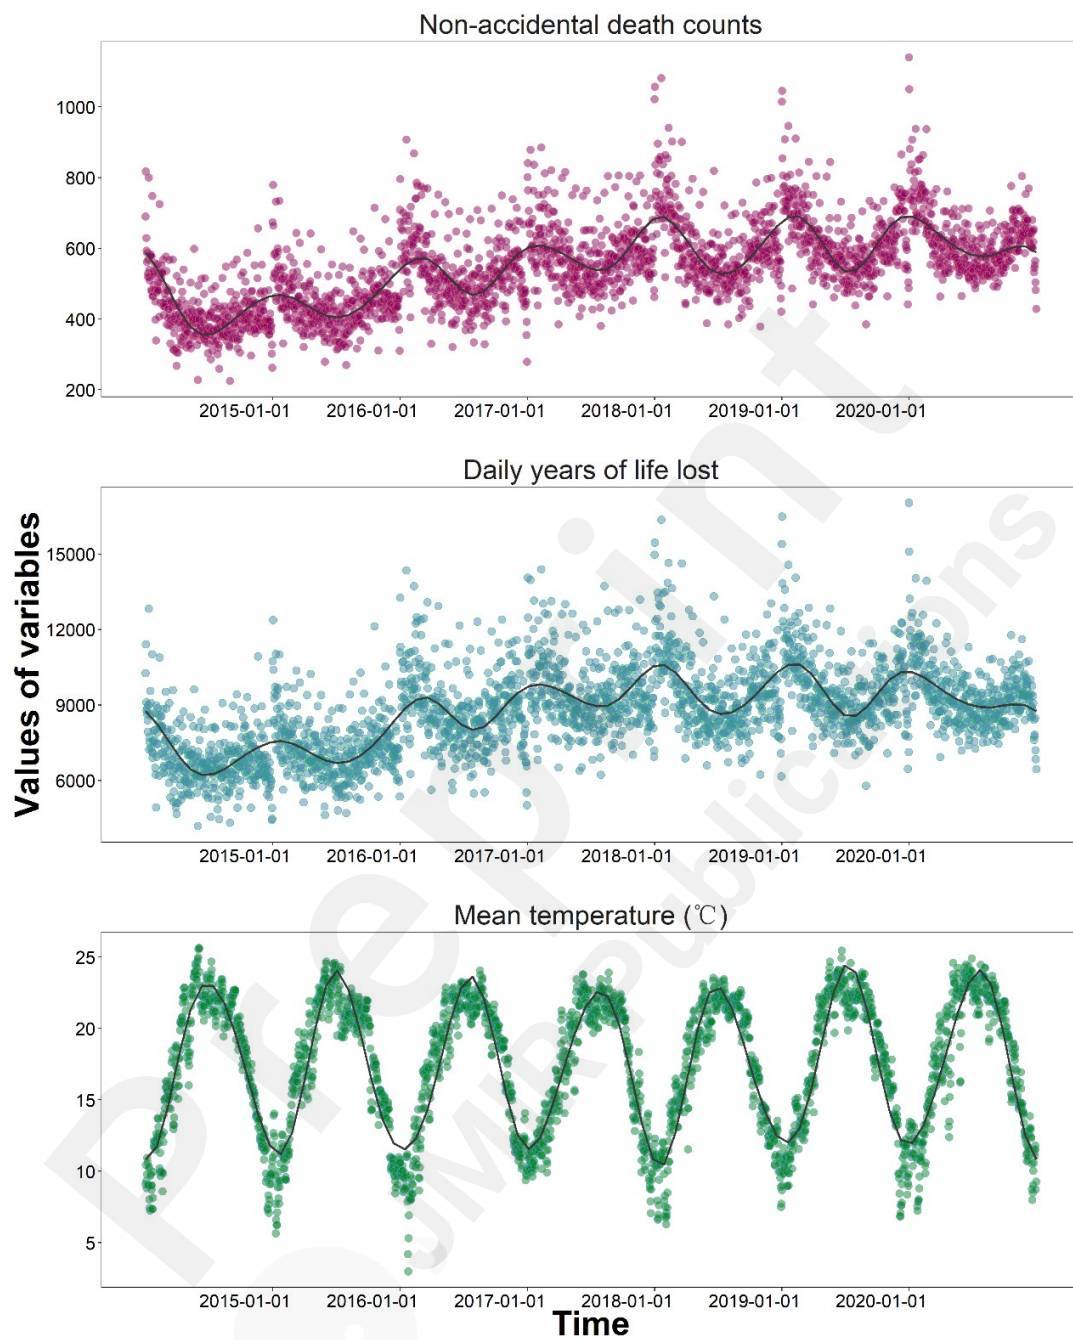 Non-accidental death counts
1000
800
600
400
200
2015-01-01 2016-01-01 2017-01-01 2018-01-01 2019-01-01 2020-01-01
Daily years of life lost
Values of variables
15000
12000
9000
6000
2015-01-01 2016-01-01 2017-01-01 2018-01-01 2019-01-01 2020-01-01
Mean temperature (℃)
25
20
15
10
5
2015-01-01 2016-01-01 2017-01-01 2018-01-01 2019-01-01 2020-01-01
Time
Preprint
JMIR Publications